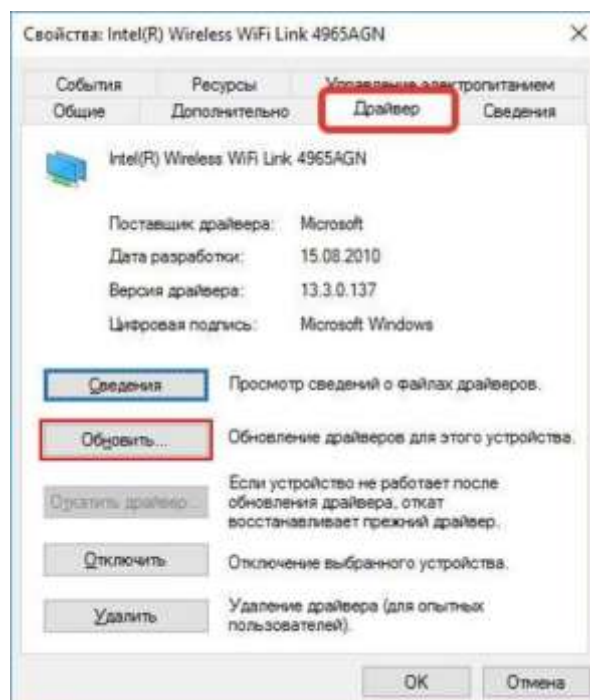 Свойства: Intel(R) Wireless WiFi Link 4965AGN
События Ресурсы Управление электропитанием
Общие Дополнительно Драйвер Сведения
Intel(R) Wireless WiFi Link 4965AGN
Поставщик драйвера: Microsoft
Дата разработки: 15.08.2010
Версия драйвера: 13.3.0.137
Цифровая подпись: Microsoft Windows
Сведения Просмотр сведений о файлах драйверов.
Обновить... Обновление драйверов для этого устройства.
Откатить драйвер... Если устройство не работает после
обновления драйвера, откат
восстанавливает прежний драйвер.
Отключить Отключение выбранного устройства.
Удалить Удаление драйвера (для опытных
пользователей).
OK Отмена